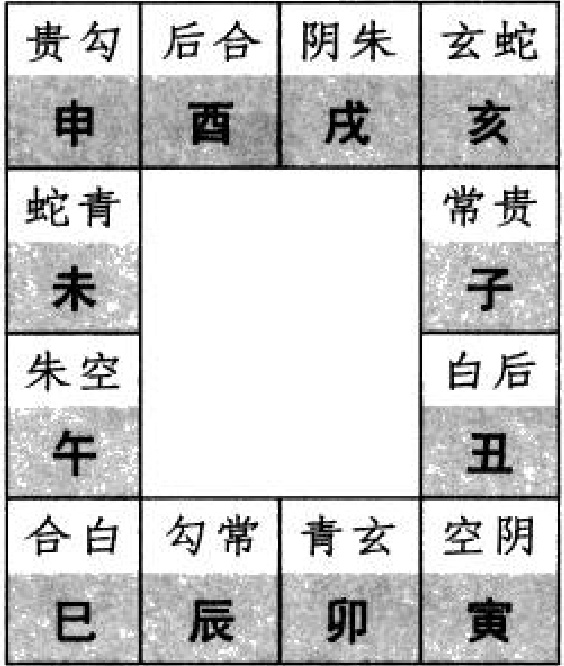 贵勾 后合 阴朱 玄蛇
申 酉 戌 亥
蛇青 常贵
未 子
朱空 白后
午 丑
合白 勾常 青玄 空阴
巳 辰 卯 寅